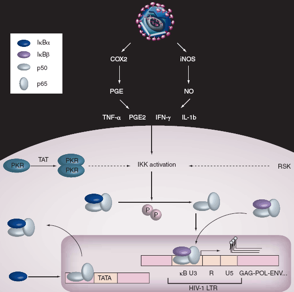 IκBα
IκBβ
p50
p65
COX2
iNOS
PGE
NO
TNF-α PGE2 IFN-γ IL-1b
PKR
TAT
PKR
PKR
IKK activation
RSK
P
P
TATA
κB U3 R U5 GAG-POL-ENV...
HIV-1 LTR